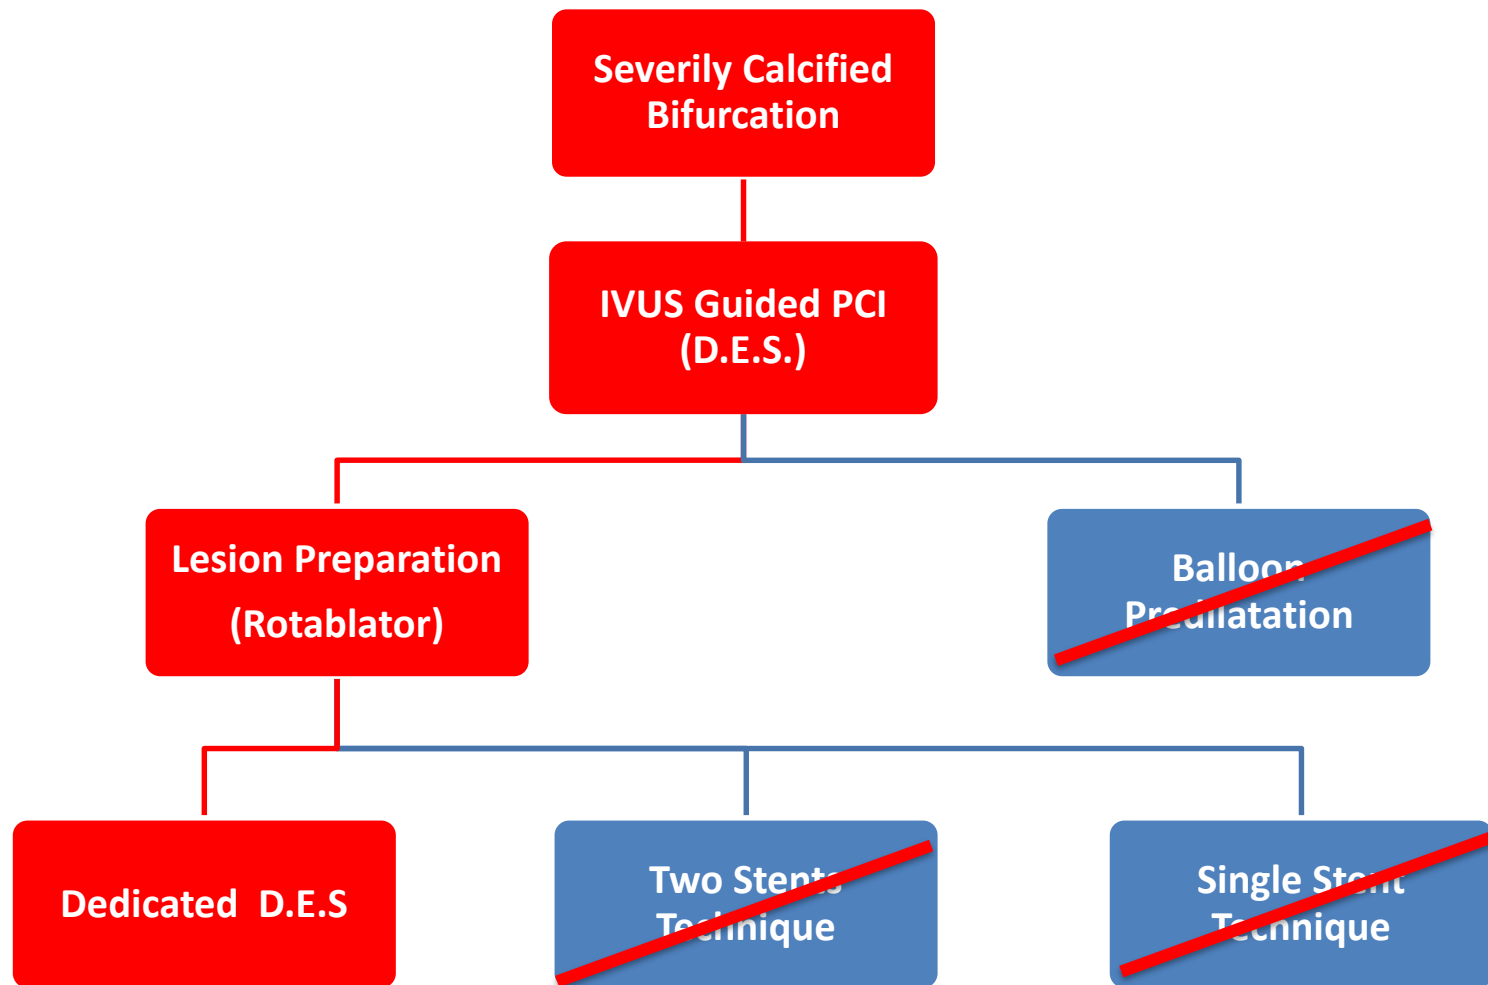 Severily Calcified
Bifurcation
IVUS Guided PCI
(D.E.S.)
Lesion Preparation
(Rotablator)
Balloon
Predilatation
Dedicated D.E.S
Two Stents
Technique
Single Stent
Technique